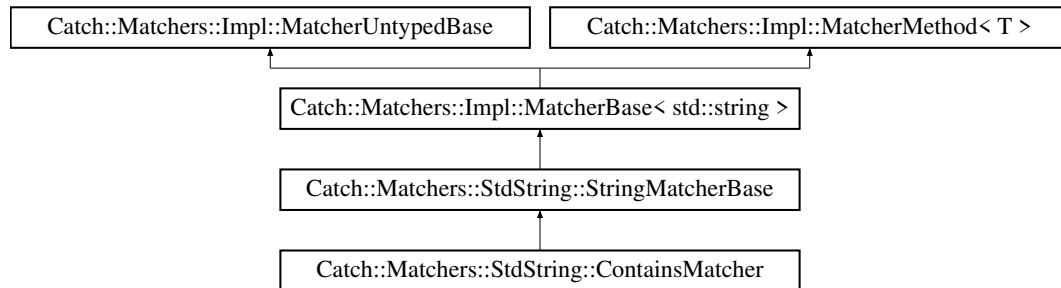 Catch::Matchers::Impl::MatcherUntypedBase
Catch::Matchers::Impl::MatcherMethod< T >
Catch::Matchers::Impl::MatcherBase< std::string >
Catch::Matchers::StdString::StringMatcherBase
Catch::Matchers::StdString::ContainsMatcher